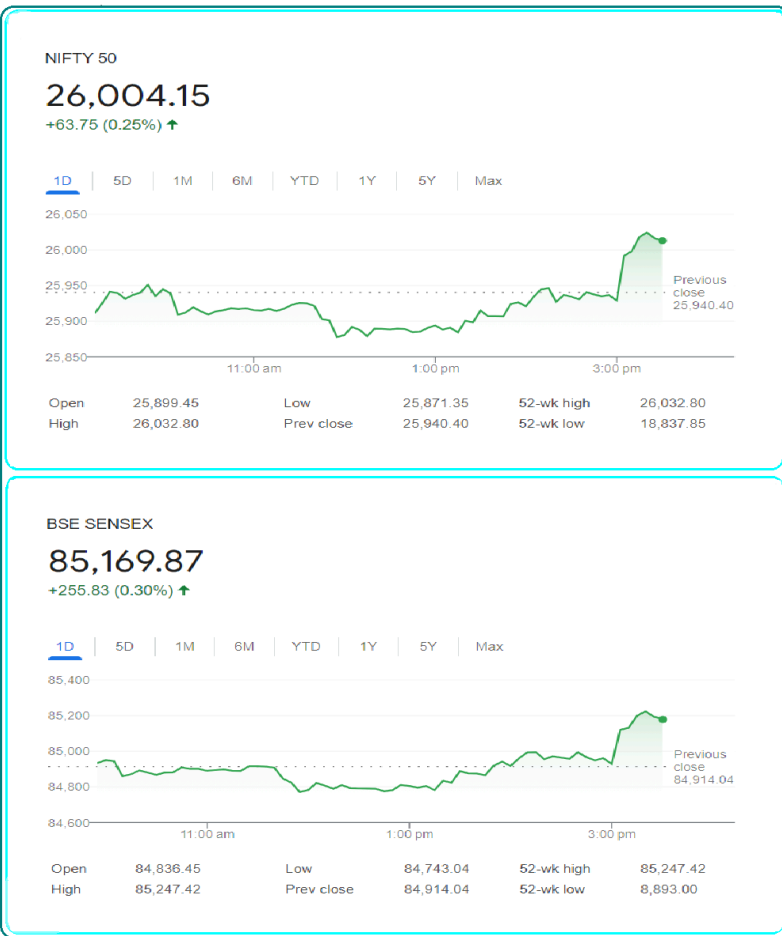 NIFTY 50
26,004.15
+63.75 (0.25%) ↑
1D 5D 1M 6M YTD 1Y 5Y Max
26,050
26,000
25,950
25,900
25,850
Previous
close
25,940.40
11:00 am 1:00 pm 3:00 pm
Open 25,899.45 Low 25,871.35 52-wk high 26,032.80
High 26,032.80 Prev close 25,940.40 52-wk low 18,837.85
BSE SENSEX
85,169.87
+255.83 (0.30%) ↑
1D 5D 1M 6M YTD 1Y 5Y Max
85,400
85,200
85,000
84,800
84,600
Previous
close
84,914.04
11:00 am 1:00 pm 3:00 pm
Open 84,836.45 Low 84,743.04 52-wk high 85,247.42
High 85,247.42 Prev close 84,914.04 52-wk low 8,893.00